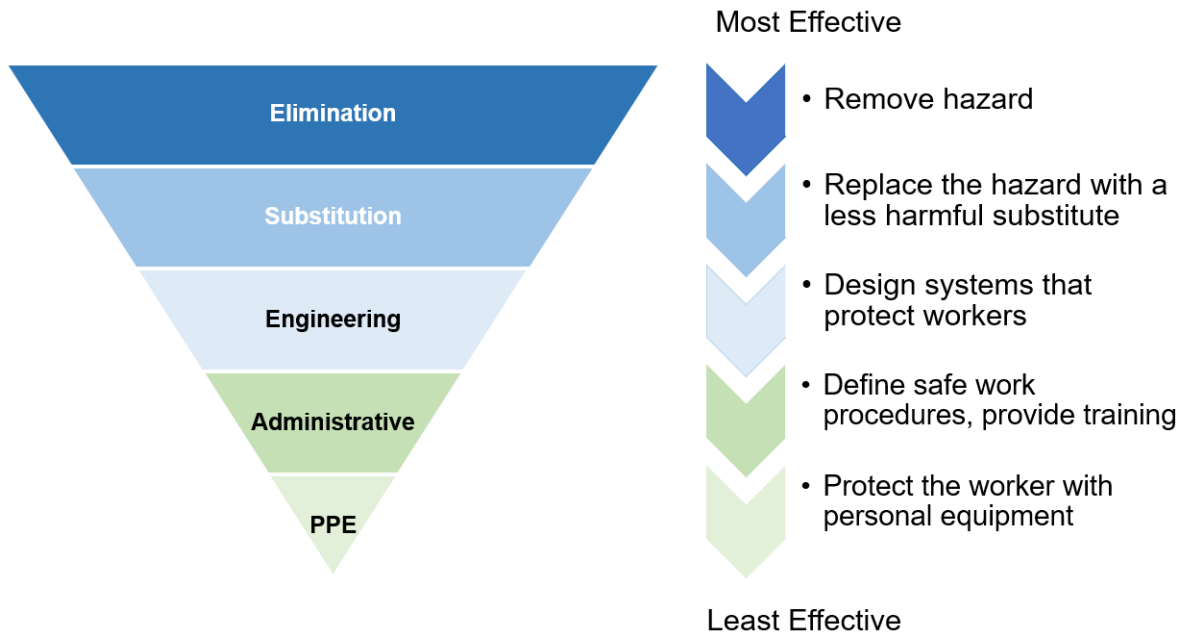 Most Effective
Elimination
• Remove hazard
Substitution
• Replace the hazard with a
less harmful substitute
Engineering
• Design systems that
protect workers
Administrative
• Define safe work
procedures, provide training
PPE
• Protect the worker with
personal equipment
Least Effective